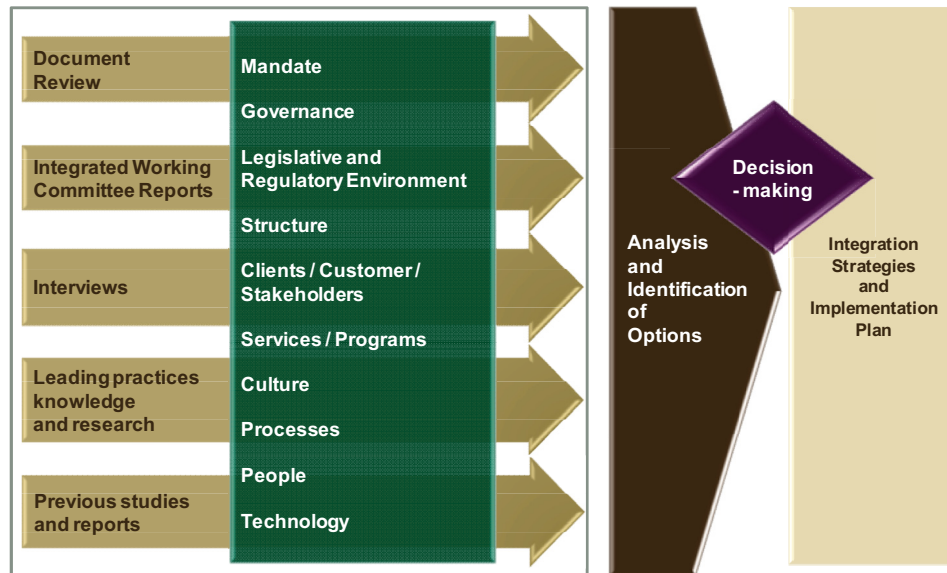 Document
Review
Integrated Working
Committee Reports
Interviews
Leading practices
knowledge
and research
Previous studies
and reports
Mandate
Governance
Legislative and
Regulatory Environment
Structure
Clients / Customer /
Stakeholders
Services / Programs
Culture
Processes
People
Technology
Analysis
and
Identification
of
Options
Decision
- making
Integration
Strategies
and
Implementation
Plan